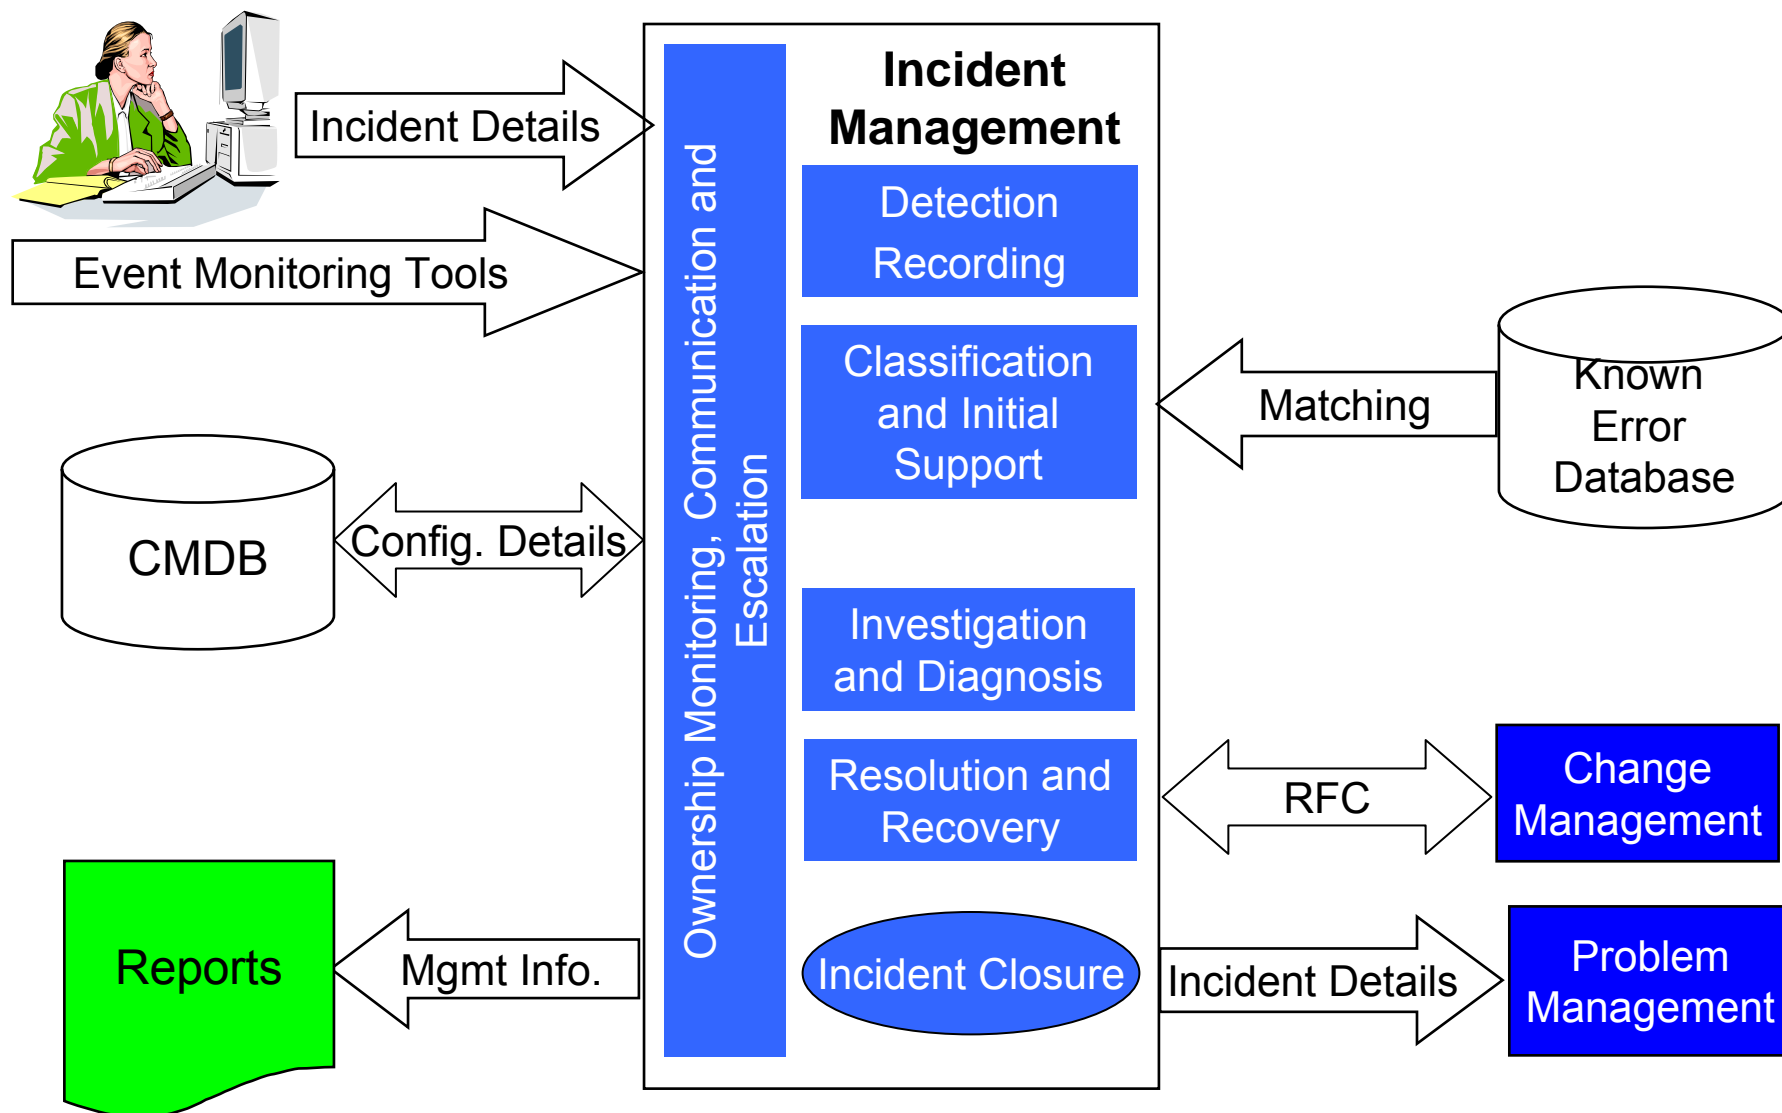 Incident
Management
Incident Details
Event Monitoring Tools
CMDB
Config. Details
Reports
Mgmt Info.
Ownership Monitoring, Communication and
Escalation
Detection
Recording
Classification
and Initial
Support
Investigation
and Diagnosis
Resolution and
Recovery
Incident Closure
Matching
Known
Error
Database
RFC
Change
Management
Incident Details
Problem
Management